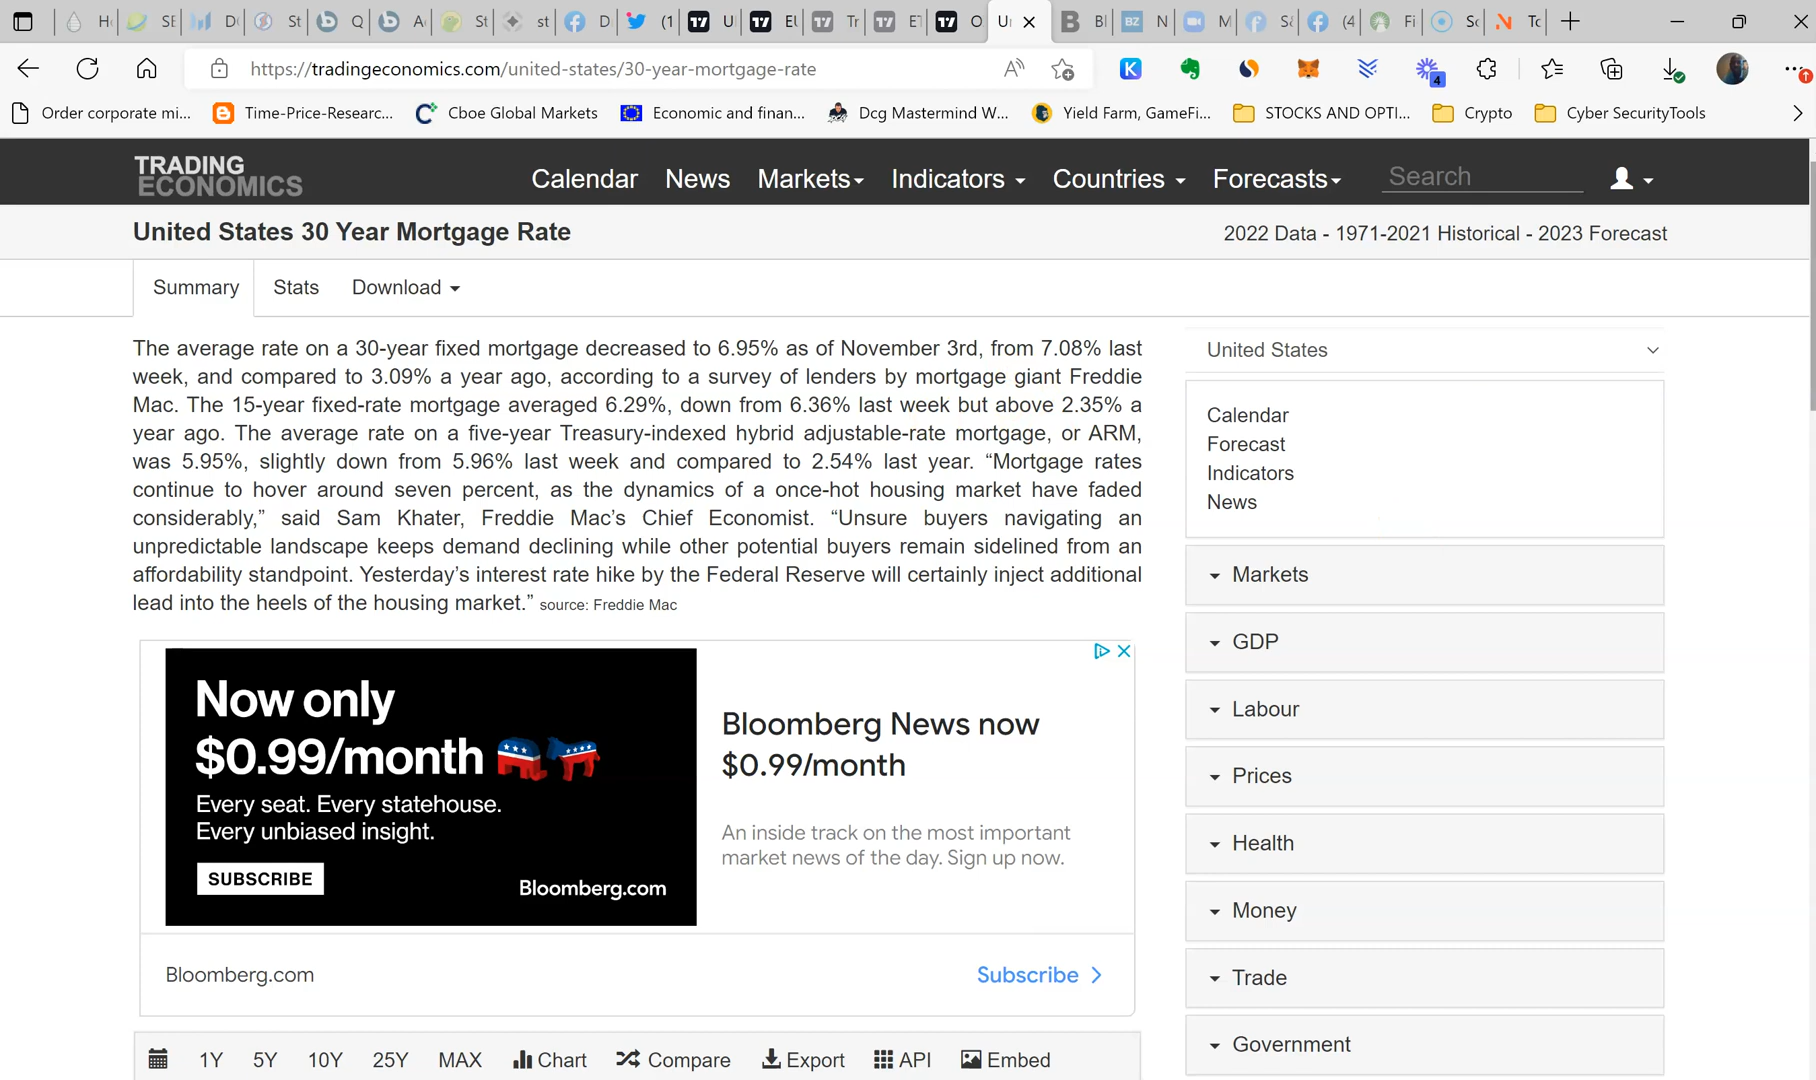 https://tradingeconomics.com/united-states/30-year-mortgage-rate
4
Order corporate mi...
Time-Price-Researc...
Cboe Global Markets
Economic and finan...
Dcg Mastermind W...
Yield Farm, GameFi...
STOCKS AND OPTI...
Crypto
Cyber SecurityTools
TRADING
ECONOMICS
Calendar
News
Markets
Indicators
Countries
Forecasts
Search
United States 30 Year Mortgage Rate
2022 Data - 1971-2021 Historical - 2023 Forecast
Summary
Stats
Download
The average rate on a 30-year fixed mortgage decreased to 6.95% as of November 3rd, from 7.08% last
week, and compared to 3.09% a year ago, according to a survey of lenders by mortgage giant Freddie
Mac. The 15-year fixed-rate mortgage averaged 6.29%, down from 6.36% last week but above 2.35% a
year ago. The average rate on a five-year Treasury-indexed hybrid adjustable-rate mortgage, or ARM,
was 5.95%, slightly down from 5.96% last week and compared to 2.54% last year. “Mortgage rates
continue to hover around seven percent, as the dynamics of a once-hot housing market have faded
considerably,” said Sam Khater, Freddie Mac’s Chief Economist. “Unsure buyers navigating an
unpredictable landscape keeps demand declining while other potential buyers remain sidelined from an
affordability standpoint. Yesterday’s interest rate hike by the Federal Reserve will certainly inject additional
lead into the heels of the housing market.” source: Freddie Mac
Now only
$0.99/month
Every seat. Every statehouse.
Every unbiased insight.
SUBSCRIBE
Bloomberg.com
Bloomberg News now
$0.99/month
An inside track on the most important
market news of the day. Sign up now.
Bloomberg.com
Subscribe
1Y
5Y
10Y
25Y
MAX
Chart
Compare
Export
API
Embed
United States
Calendar
Forecast
Indicators
News
Markets
GDP
Labour
Prices
Health
Money
Trade
Government